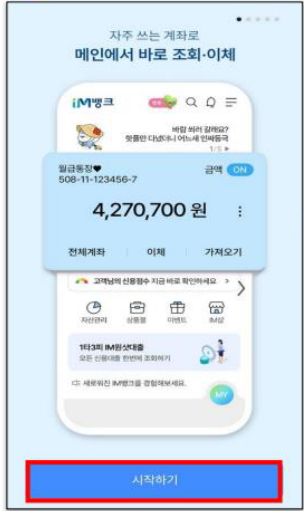 자주 쓰는 계좌로
메인에서 바로 조회·이체
iM뱅크
바람 쐬러 갈래요?
핫플만 다녔더니 어느새 인싸등극
1/5
월급통장♥ 금액 ON
508-11-123456-7
4,270,700 원
전체계좌 이체 가져오기
고객님의 신용점수 지금 바로 확인하세요 >
자산관리 상품몰 이벤트 iM샵
1타3피 iM원샷대출
모든 신용대출 한번에 조회하기
새로워진 iM뱅크를 경험해보세요.
MY
시작하기